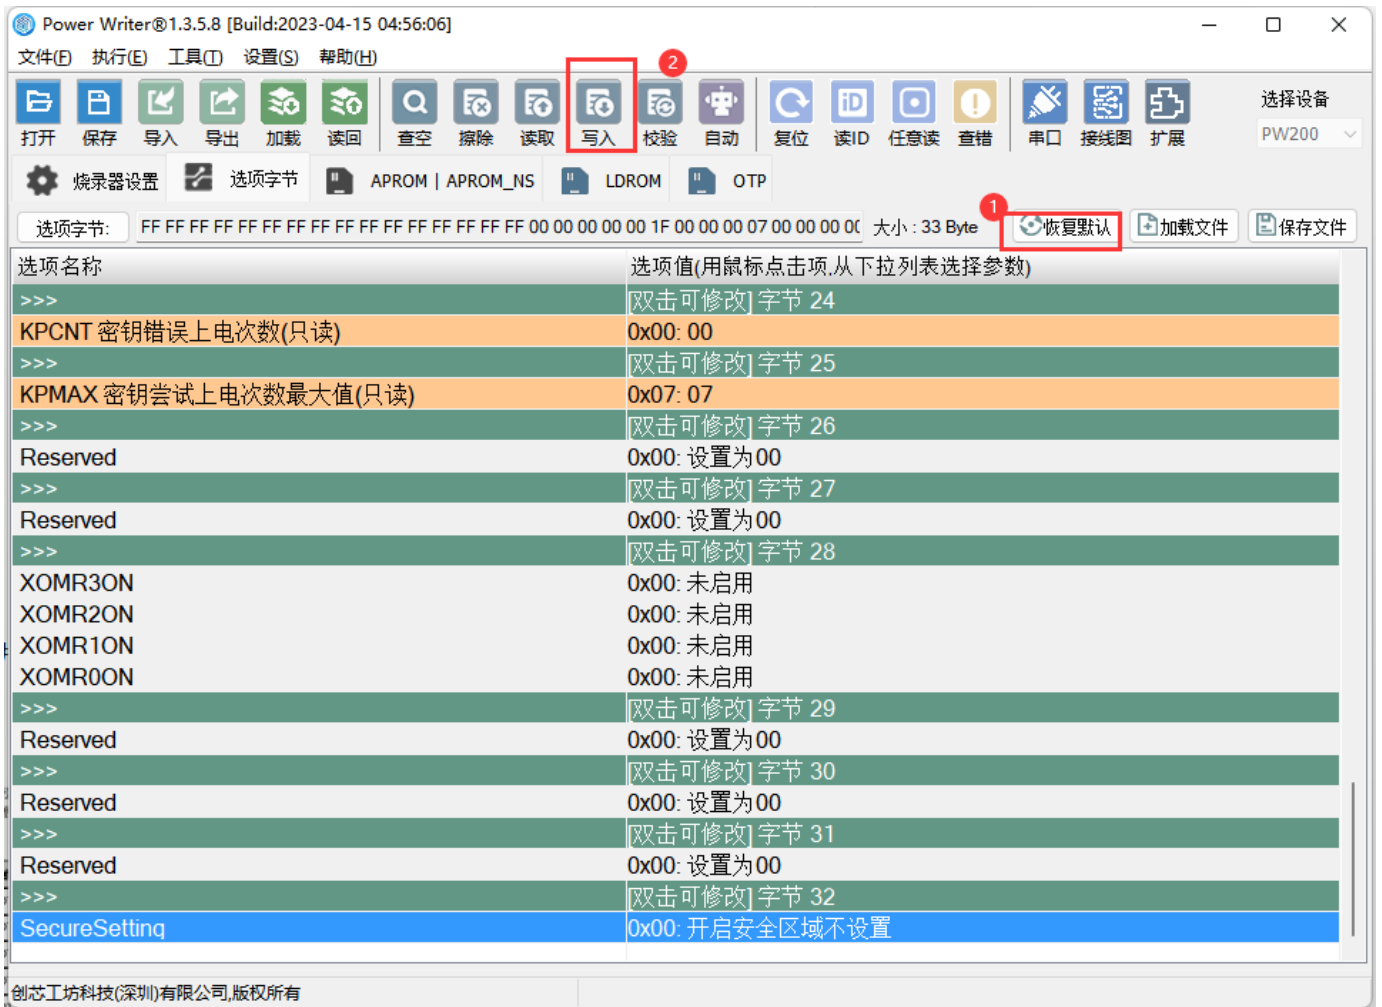 Power Writer®1.3.5.8 [Build:2023-04-15 04:56:06]
文件(F) 执行(E) 工具(T) 设置(S) 帮助(H)
2
打开 保存 导入 导出 加载 读回 查空 擦除 读取 写入 校验 自动 复位 读ID 任意读 查错 串口 接线图 扩展
选择设备
PW200
烧录器设置 选项字节 APROM | APROM_NS LDROM OTP
1
选项字节: FF FF FF FF FF FF FF FF FF FF FF FF FF FF FF FF 00 00 00 00 00 1F 00 00 00 07 00 00 00 00 大小 : 33 Byte 恢复默认 加载文件 保存文件
选项名称 选项值(用鼠标点击项,从下拉列表选择参数)
>>> [双击可修改] 字节 24
KPCNT 密钥错误上电次数(只读) 0x00: 00
>>> [双击可修改] 字节 25
KPMAX 密钥尝试上电次数最大值(只读) 0x07: 07
>>> [双击可修改] 字节 26
Reserved 0x00: 设置为00
>>> [双击可修改] 字节 27
Reserved 0x00: 设置为00
>>> [双击可修改] 字节 28
XOMR3ON 0x00: 未启用
XOMR2ON 0x00: 未启用
XOMR1ON 0x00: 未启用
XOMR0ON 0x00: 未启用
>>> [双击可修改] 字节 29
Reserved 0x00: 设置为00
>>> [双击可修改] 字节 30
Reserved 0x00: 设置为00
>>> [双击可修改] 字节 31
Reserved 0x00: 设置为00
>>> [双击可修改] 字节 32
SecureSetting 0x00: 开启安全区域不设置
创芯工坊科技(深圳)有限公司,版权所有